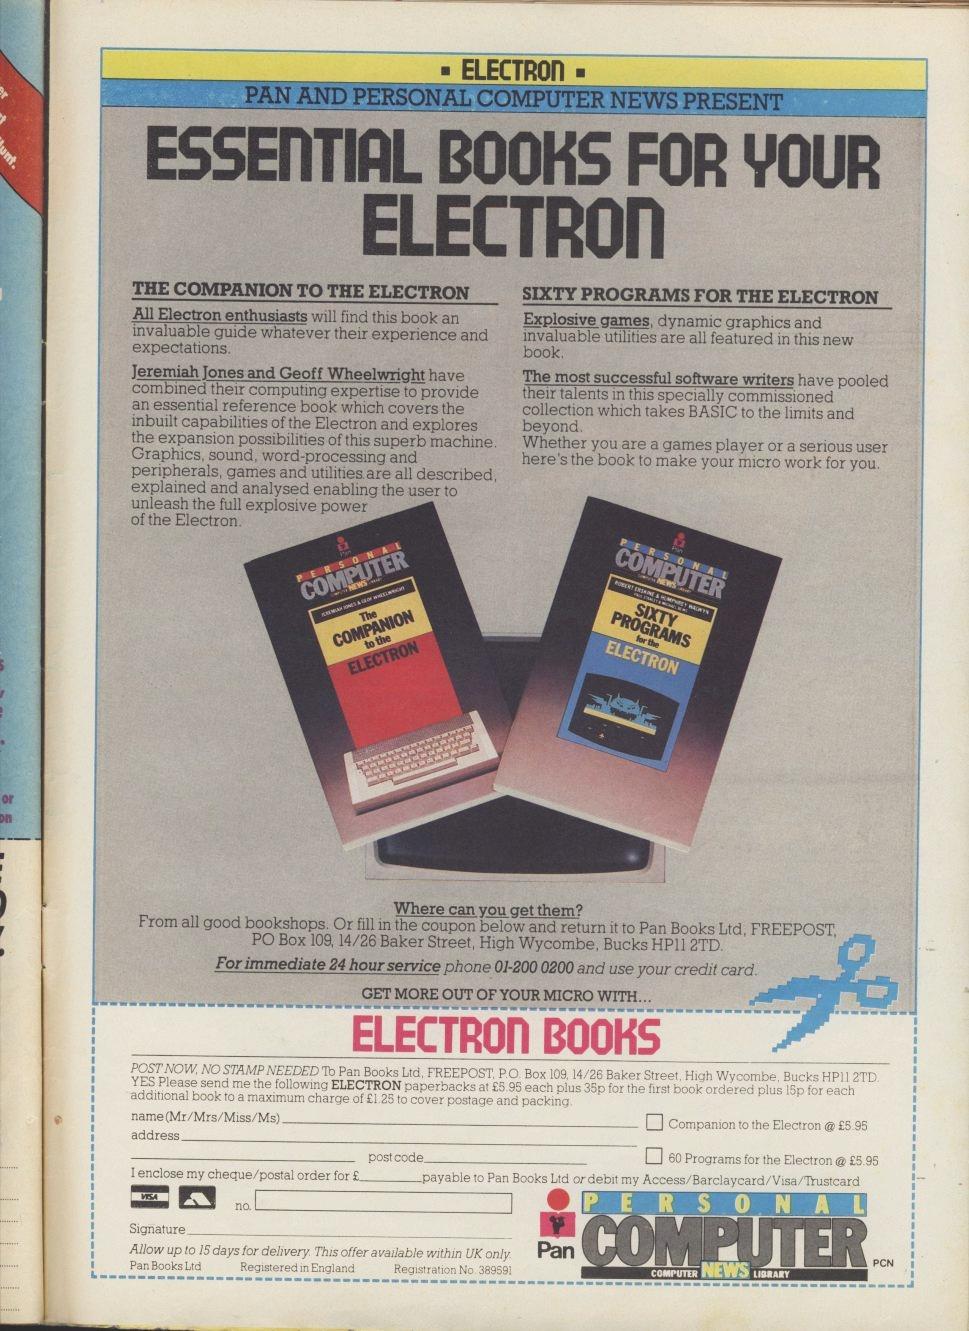 ▪ ELECTRON ▪
PAN AND PERSONAL COMPUTER NEWS PRESENT
ESSENTIAL BOOKS FOR YOUR
ELECTRON
THE COMPANION TO THE ELECTRON
All Electron enthusiasts will find this book an
invaluable guide whatever their experience and
expectations.
Jeremiah Jones and Geoff Wheelwright have
combined their computing expertise to provide
an essential reference book which covers the
inbuilt capabilities of the Electron and explores
the expansion possibilities of this superb machine.
Graphics, sound, word-processing and
peripherals, games and utilities are all described,
explained and analysed enabling the user to
unleash the full explosive power
of the Electron.
SIXTY PROGRAMS FOR THE ELECTRON
Explosive games, dynamic graphics and
invaluable utilities are all featured in this new
book.
The most successful software writers have pooled
their talents in this specially commissioned
collection which takes BASIC to the limits and
beyond.
Whether you are a games player or a serious user
here's the book to make your micro work for you.
Pan
PERSONAL
COMPUTER
COMPUTER NEWS LIBRARY
JEREMIAH JONES & GEOF WHEELWRIGHT
The
COMPANION
to the
ELECTRON
Pan
PERSONAL
COMPUTER
COMPUTER NEWS LIBRARY
ROBERT ERSKINE & HUMPHREY WALWYN
SIXTY
PROGRAMS
for the
ELECTRON
Where can you get them?
From all good bookshops. Or fill in the coupon below and return it to Pan Books Ltd, FREEPOST,
PO Box 109, 14/26 Baker Street, High Wycombe, Bucks HP11 2TD.
For immediate 24 hour service phone 01-200 0200 and use your credit card.
GET MORE OUT OF YOUR MICRO WITH...
ELECTRON BOOKS
POST NOW, NO STAMP NEEDED To Pan Books Ltd, FREEPOST, P.O. Box 109, 14/26 Baker Street, High Wycombe, Bucks HP11 2TD.
YES Please send me the following ELECTRON paperbacks at £5.95 each plus 35p for the first book ordered plus 15p for each
additional book to a maximum charge of £1.25 to cover postage and packing.
name (Mr/Mrs/Miss/Ms)
Companion to the Electron @ £5.95
address
postcode
60 Programs for the Electron @ £5.95
I enclose my cheque/postal order for £ payable to Pan Books Ltd or debit my Access/Barclaycard/Visa/Trustcard
VISA
no.
Signature
Allow up to 15 days for delivery. This offer available within UK only.
Pan Books Ltd Registered in England Registration No. 389591
Pan
PERSONAL
COMPUTER
COMPUTER NEWS LIBRARY
PCN